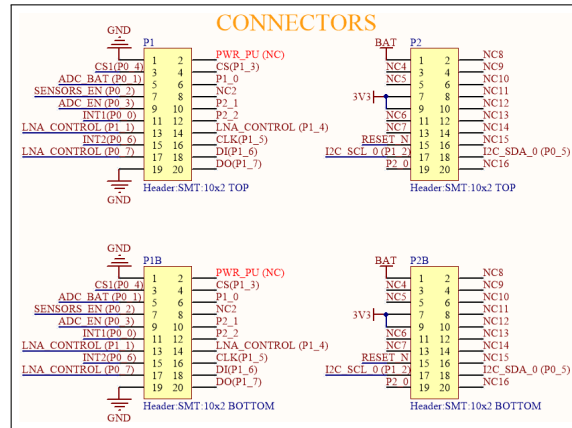 CONNECTORS
GND
P1
1 2 PWR_PU (NC)
CS1(P0_4) 3 4 CS(P1_3)
ADC_BAT (P0_1) 5 6 P1_0
SENSORS_EN (P0_2) 7 8 NC2
ADC_EN (P0_3) 9 10 P2_1
INT1(P0_0) 11 12 P2_2
LNA_CONTROL (P1_1) 13 14 LNA_CONTROL (P1_4)
INT2(P0_6) 15 16 CLK(P1_5)
LNA_CONTROL (P0_7) 17 18 DI(P1_6)
19 20 DO(P1_7)
GND
Header:SMT:10x2 TOP
BAT
P2
1 2 NC8
NC4 3 4 NC9
NC5 5 6 NC10
3V3 7 8 NC11
9 10 NC12
NC6 11 12 NC13
NC7 13 14 NC14
RESET_N 15 16 NC15
I2C_SCL_0 (P1_2) 17 18 I2C_SDA_0 (P0_5)
P2_0 19 20 NC16
Header:SMT:10x2 TOP
GND
P1B
1 2 PWR_PU (NC)
CS1(P0_4) 3 4 CS(P1_3)
ADC_BAT (P0_1) 5 6 P1_0
SENSORS_EN (P0_2) 7 8 NC2
ADC_EN (P0_3) 9 10 P2_1
INT1(P0_0) 11 12 P2_2
LNA_CONTROL (P1_1) 13 14 LNA_CONTROL (P1_4)
INT2(P0_6) 15 16 CLK(P1_5)
LNA_CONTROL (P0_7) 17 18 DI(P1_6)
19 20 DO(P1_7)
GND
Header:SMT:10x2 BOTTOM
BAT
P2B
1 2 NC8
NC4 3 4 NC9
NC5 5 6 NC10
3V3 7 8 NC11
9 10 NC12
NC6 11 12 NC13
NC7 13 14 NC14
RESET_N 15 16 NC15
I2C_SCL_0 (P1_2) 17 18 I2C_SDA_0 (P0_5)
P2_0 19 20 NC16
Header:SMT:10x2 BOTTOM